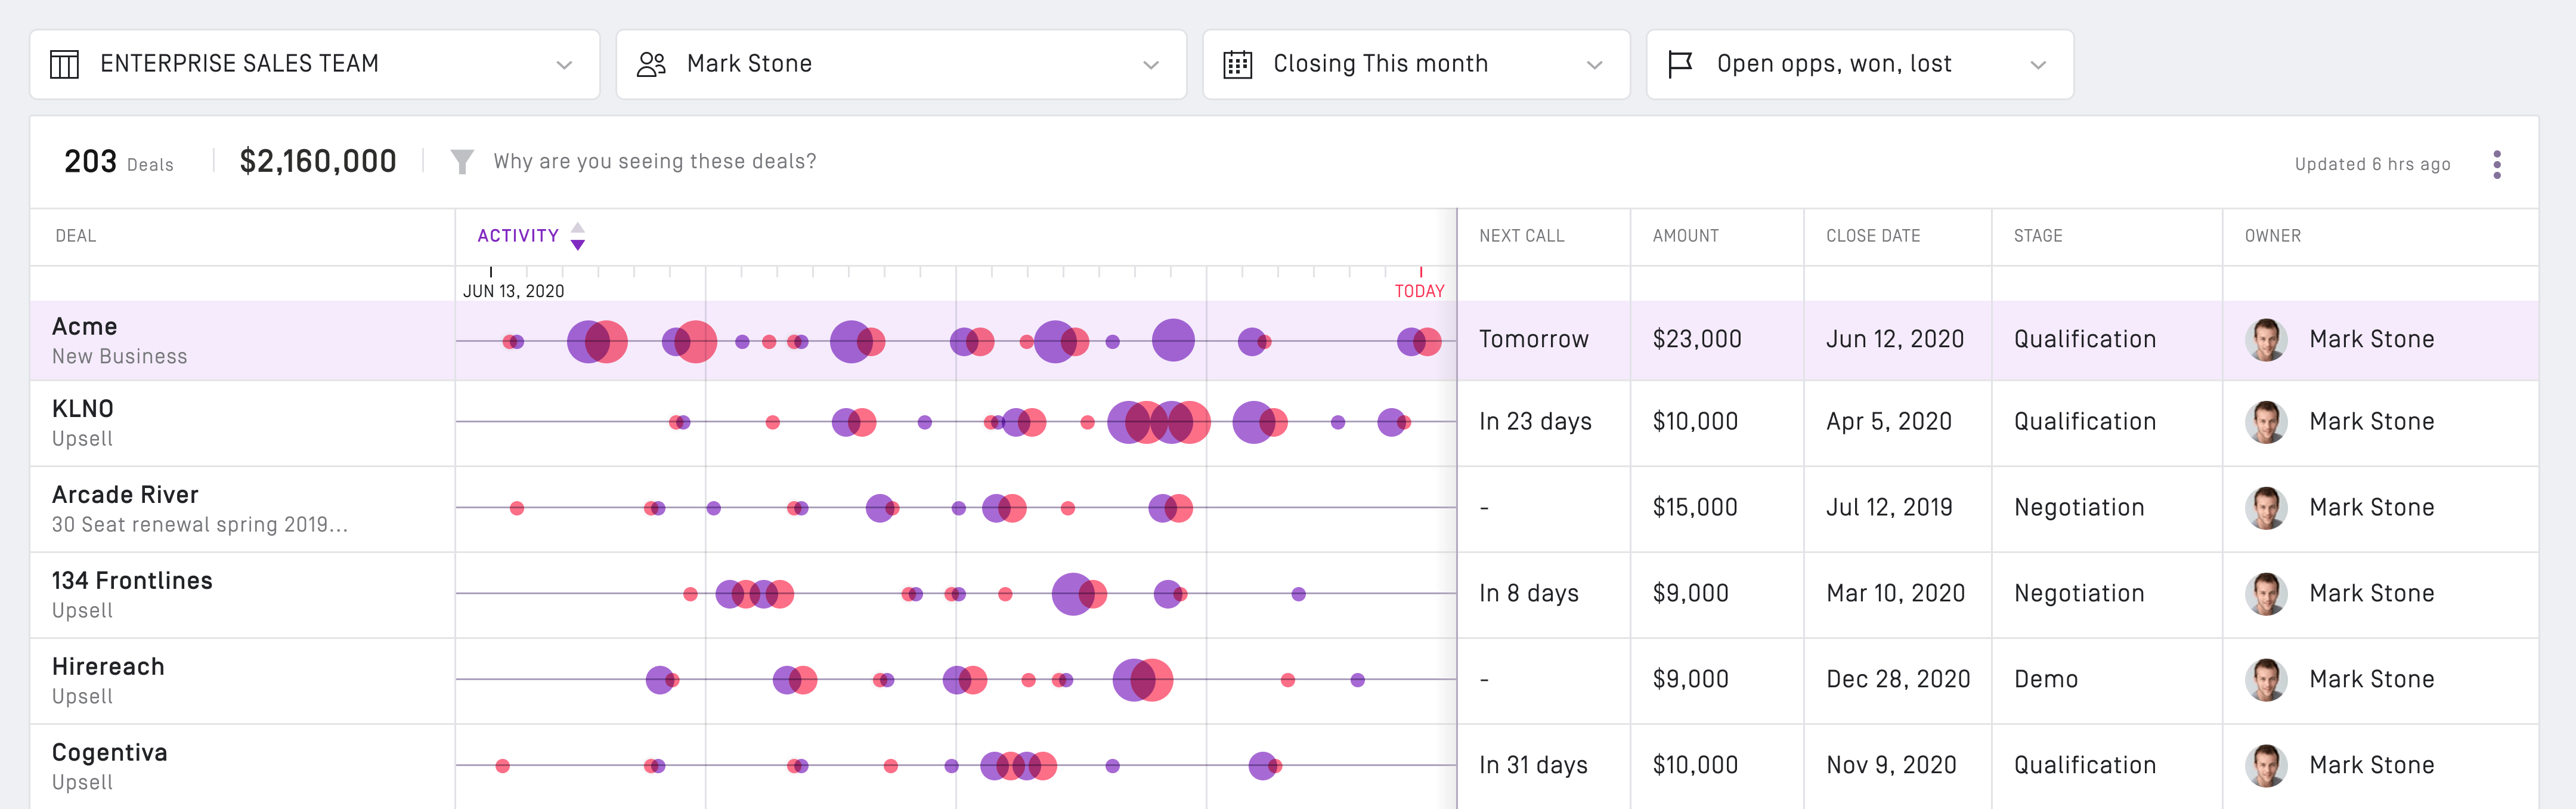 ENTERPRISE SALES TEAM
Mark Stone
Closing This month
Open opps, won, lost
203 Deals
$2,160,000
Why are you seeing these deals?
Updated 6 hrs ago
DEAL
ACTIVITY
NEXT CALL
AMOUNT
CLOSE DATE
STAGE
OWNER
JUN 13, 2020
TODAY
Acme
New Business
Tomorrow
$23,000
Jun 12, 2020
Qualification
Mark Stone
KLNO
Upsell
In 23 days
$10,000
Apr 5, 2020
Qualification
Mark Stone
Arcade River
30 Seat renewal spring 2019...
-
$15,000
Jul 12, 2019
Negotiation
Mark Stone
134 Frontlines
Upsell
In 8 days
$9,000
Mar 10, 2020
Negotiation
Mark Stone
Hirereach
Upsell
-
$9,000
Dec 28, 2020
Demo
Mark Stone
Cogentiva
Upsell
In 31 days
$10,000
Nov 9, 2020
Qualification
Mark Stone